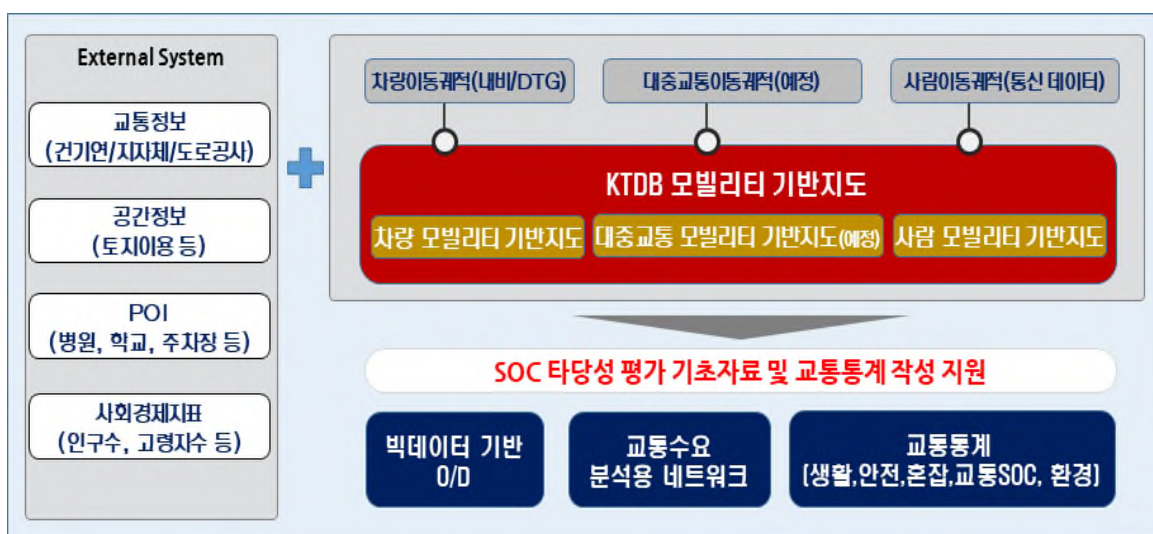 External System
교통정보
(건기연/지자체/도로공사)
공간정보
(토지이용 등)
POI
(병원, 학교, 주차장 등)
사회경제지표
(인구수, 고령자수 등)
차량이동궤적(내비/DTG)
대중교통이동궤적(예정)
사람이동궤적(통신 데이터)
KTDB 모빌리티 기반지도
차량 모빌리티 기반지도
대중교통 모빌리티 기반지도(예정)
사람 모빌리티 기반지도
SOC 타당성 평가 기초자료 및 교통통계 작성 지원
빅데이터 기반
O/D
교통수요
분석용 네트워크
교통통계
(생활,안전,혼잡,교통SOC, 환경)